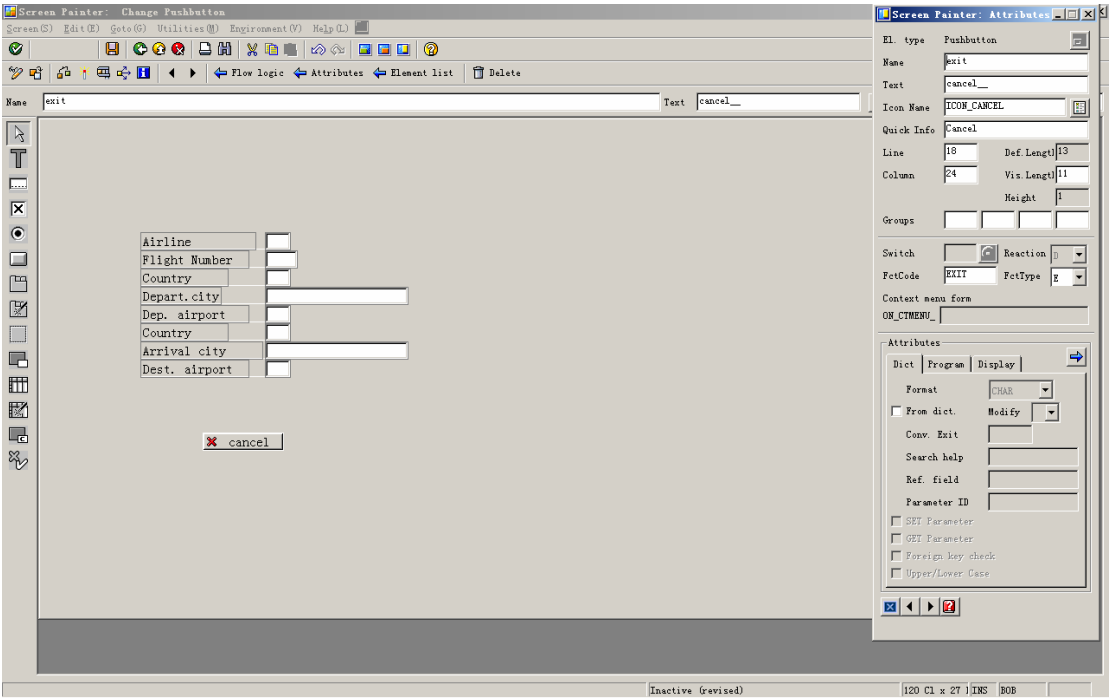 Screen Painter: Change Pushbutton
Screen(S) Edit(E) Goto(G) Utilities(M) Environment(V) Help(L)
Flow logic Attributes Element list Delete
Name exit Text cancel__
Airline
Flight Number
Country
Depart.city
Dep. airport
Country
Arrival city
Dest. airport
cancel
Screen Painter: Attributes
El. type Pushbutton
Name exit
Text cancel__
Icon Name ICON_CANCEL
Quick Info Cancel
Line 18 Def.Lengtl 13
Column 24 Vis.Lengtl 11
Height 1
Groups
Switch Reaction D
FctCode EXIT FctType E
Context menu form
ON_CTMENU_
Attributes
Dict Program Display
Format CHAR
From dict. Modify
Conv. Exit
Search help
Ref. field
Parameter ID
SET Parameter
GET Parameter
Foreign key check
Upper/Lower Case
Inactive (revised) 120 Cl x 27 l INS BOB